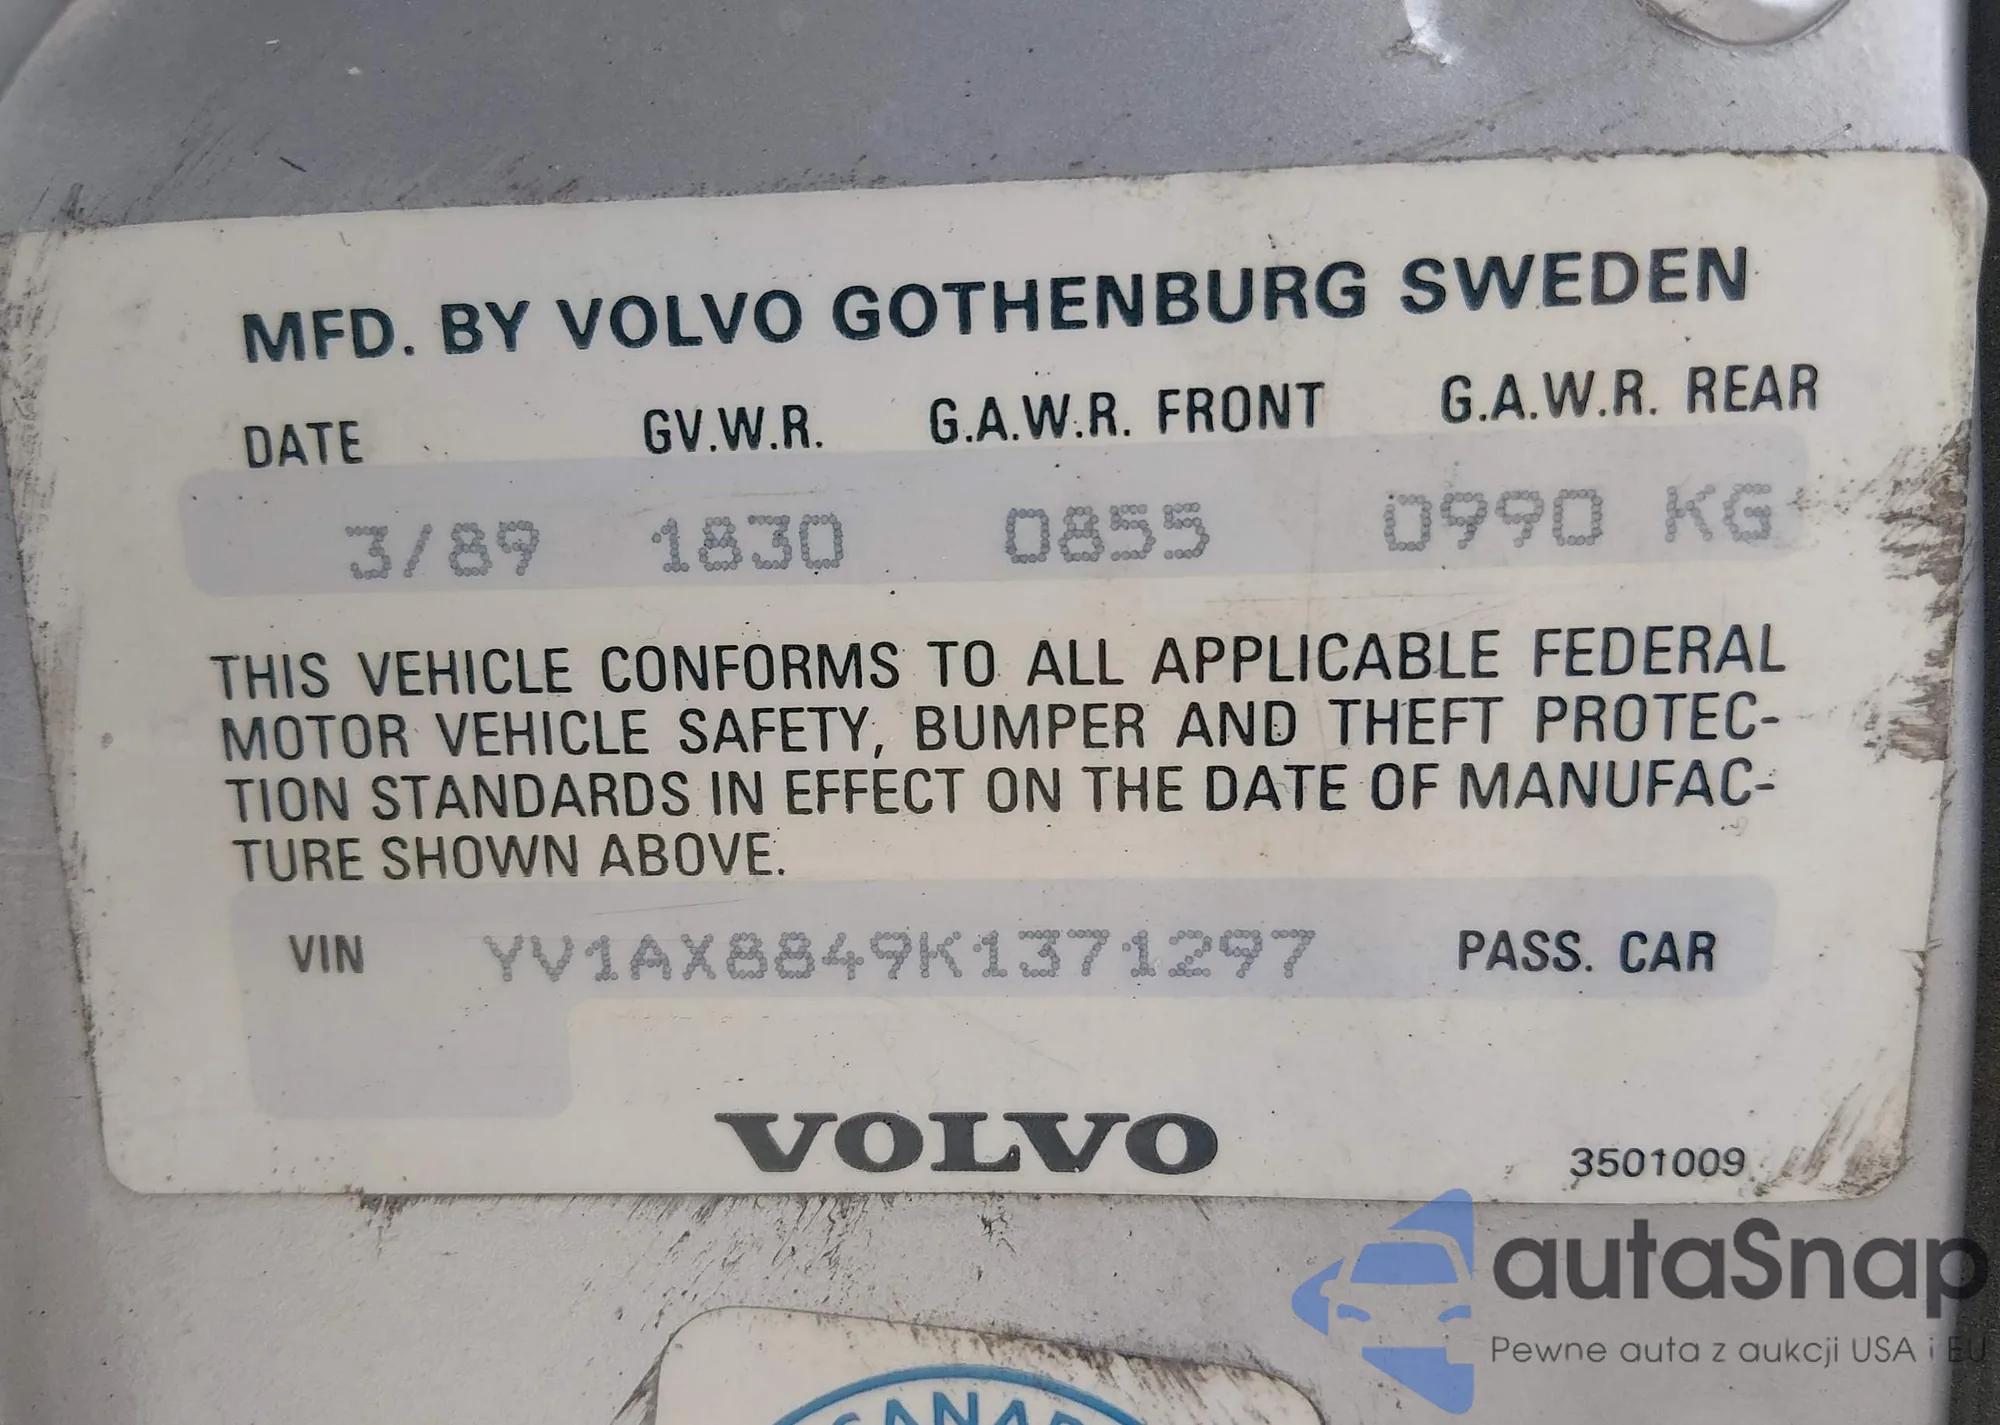 MFD. BY VOLVO GOTHENBURG SWEDEN
DATE GV.W.R. G.A.W.R. FRONT G.A.W.R. REAR
3/89 1830 0855 0990 KG
THIS VEHICLE CONFORMS TO ALL APPLICABLE FEDERAL
MOTOR VEHICLE SAFETY, BUMPER AND THEFT PROTEC-
TION STANDARDS IN EFFECT ON THE DATE OF MANUFAC-
TURE SHOWN ABOVE.
VIN YV1AX8849K1371297 PASS. CAR
VOLVO
3501009
autaSnap
Pewne auta z aukcji USA i EU